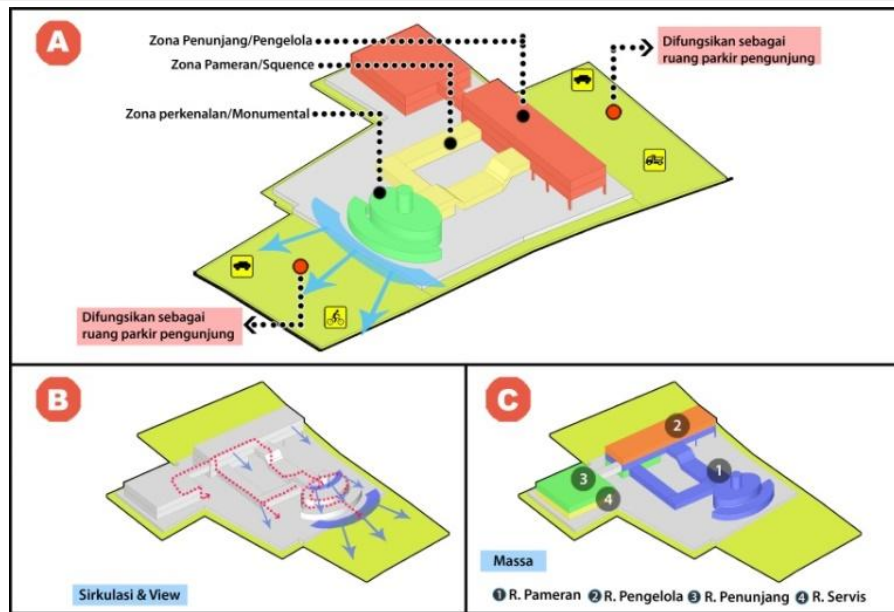 A
Zona Penunjang/Pengelola
Zona Pameran/Squence
Zona perkenalan/Monumental
Difungsikan sebagai
ruang parkir pengunjung
Difungsikan sebagai
ruang parkir pengunjung
B
Sirkulasi & View
C
2
1
3
4
Massa
1 R. Pameran 2 R. Pengelola 3 R. Penunjang 4 R. Servis